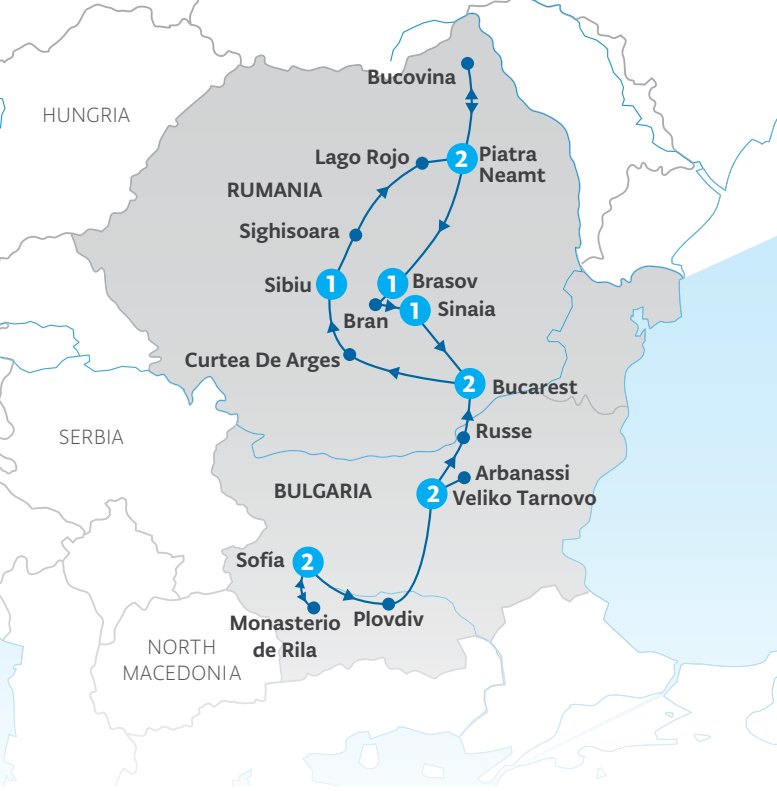 Bucovina
HUNGRIA
Lago Rojo
2
Piatra
Neamt
RUMANIA
Sighisoara
Sibiu
1
1
Brasov
Bran
1
Sinaia
Curtea De Arges
2
Bucarest
SERBIA
Russe
Arbanassi
BULGARIA
2
Veliko Tarnovo
Sofía
2
Monasterio
de Rila
Plovdiv
NORTH
MACEDONIA